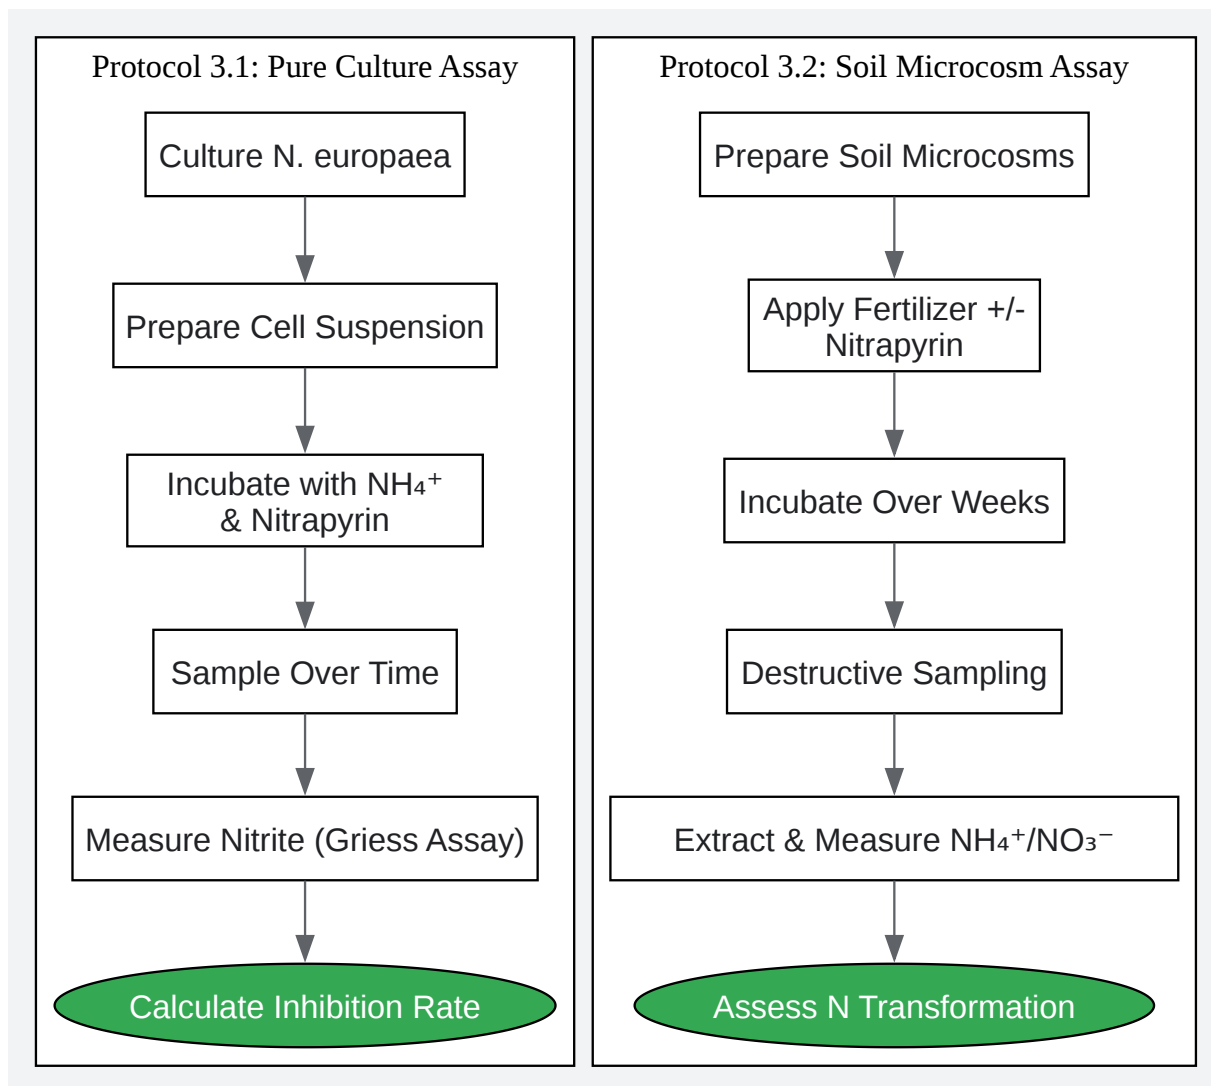 Protocol 3.1: Pure Culture Assay
Culture N. europaea
Prepare Cell Suspension
Incubate with NH₄⁺
& Nitrapyrin
Sample Over Time
Measure Nitrite (Griess Assay)
Calculate Inhibition Rate
Protocol 3.2: Soil Microcosm Assay
Prepare Soil Microcosms
Apply Fertilizer +/-
Nitrapyrin
Incubate Over Weeks
Destructive Sampling
Extract & Measure NH₄⁺/NO₃⁻
Assess N Transformation